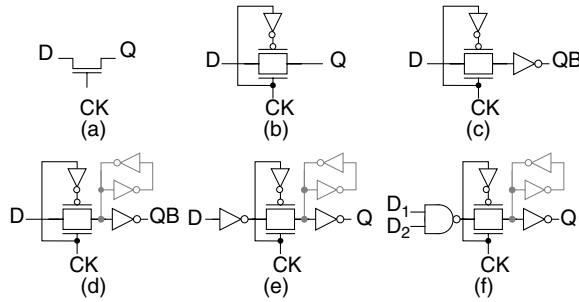 D Q D Q D QB
CK CK CK
(a) (b) (c)
D QB D Q D1 D2 Q
CK CK CK
(d) (e) (f)